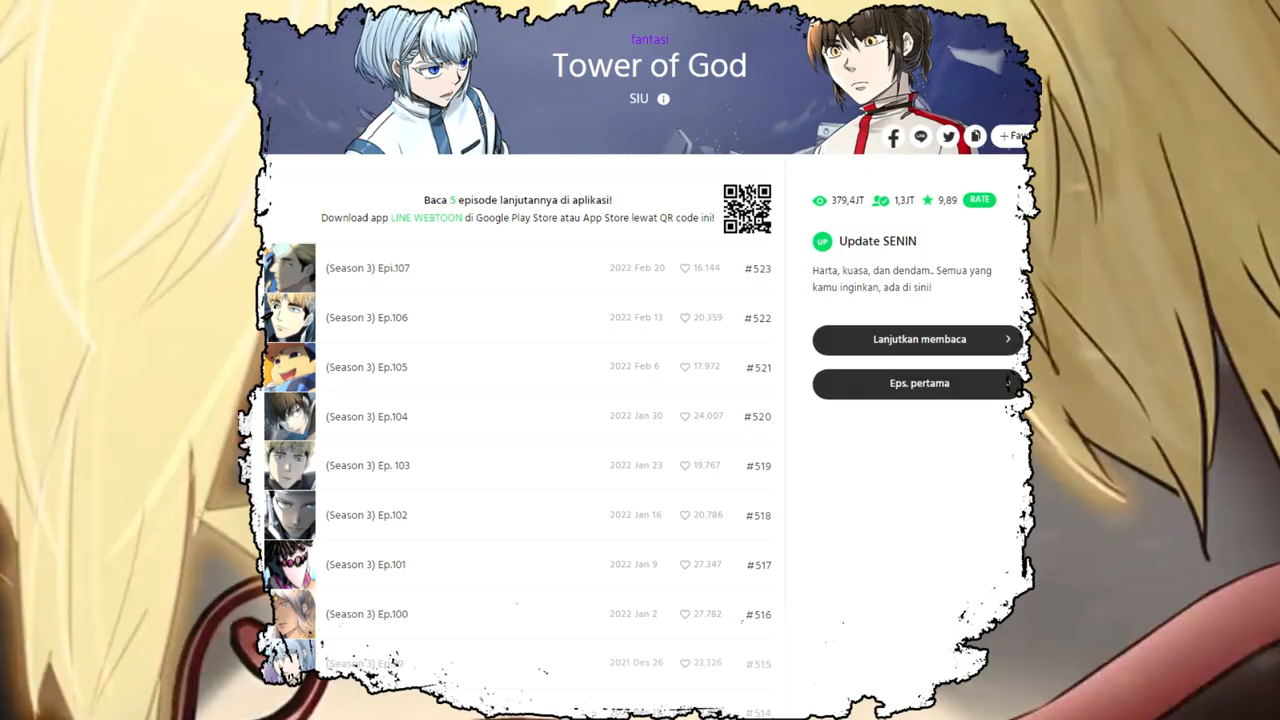 fantasi
Tower of God
SIU
+ Fav
Baca 5 episode lanjutannya di aplikasi!
Download app LINE WEBTOON di Google Play Store atau App Store lewat QR code ini!
(Season 3) Epi.107 2022 Feb 20 16.144 #523
(Season 3) Ep.106 2022 Feb 13 20.359 #522
(Season 3) Ep.105 2022 Feb 6 17.972 #521
(Season 3) Ep.104 2022 Jan 30 24.007 #520
(Season 3) Ep. 103 2022 Jan 23 19.767 #519
(Season 3) Ep.102 2022 Jan 16 20.786 #518
(Season 3) Ep.101 2022 Jan 9 27.347 #517
(Season 3) Ep.100 2022 Jan 2 27.782 #516
(Season 3) Ep.99 2021 Des 26 23.326 #515
#514
379,4JT 1,3JT 9,89 RATE
UP Update SENIN
Harta, kuasa, dan dendam.. Semua yang
kamu inginkan, ada di sini!
Lanjutkan membaca
Eps. pertama